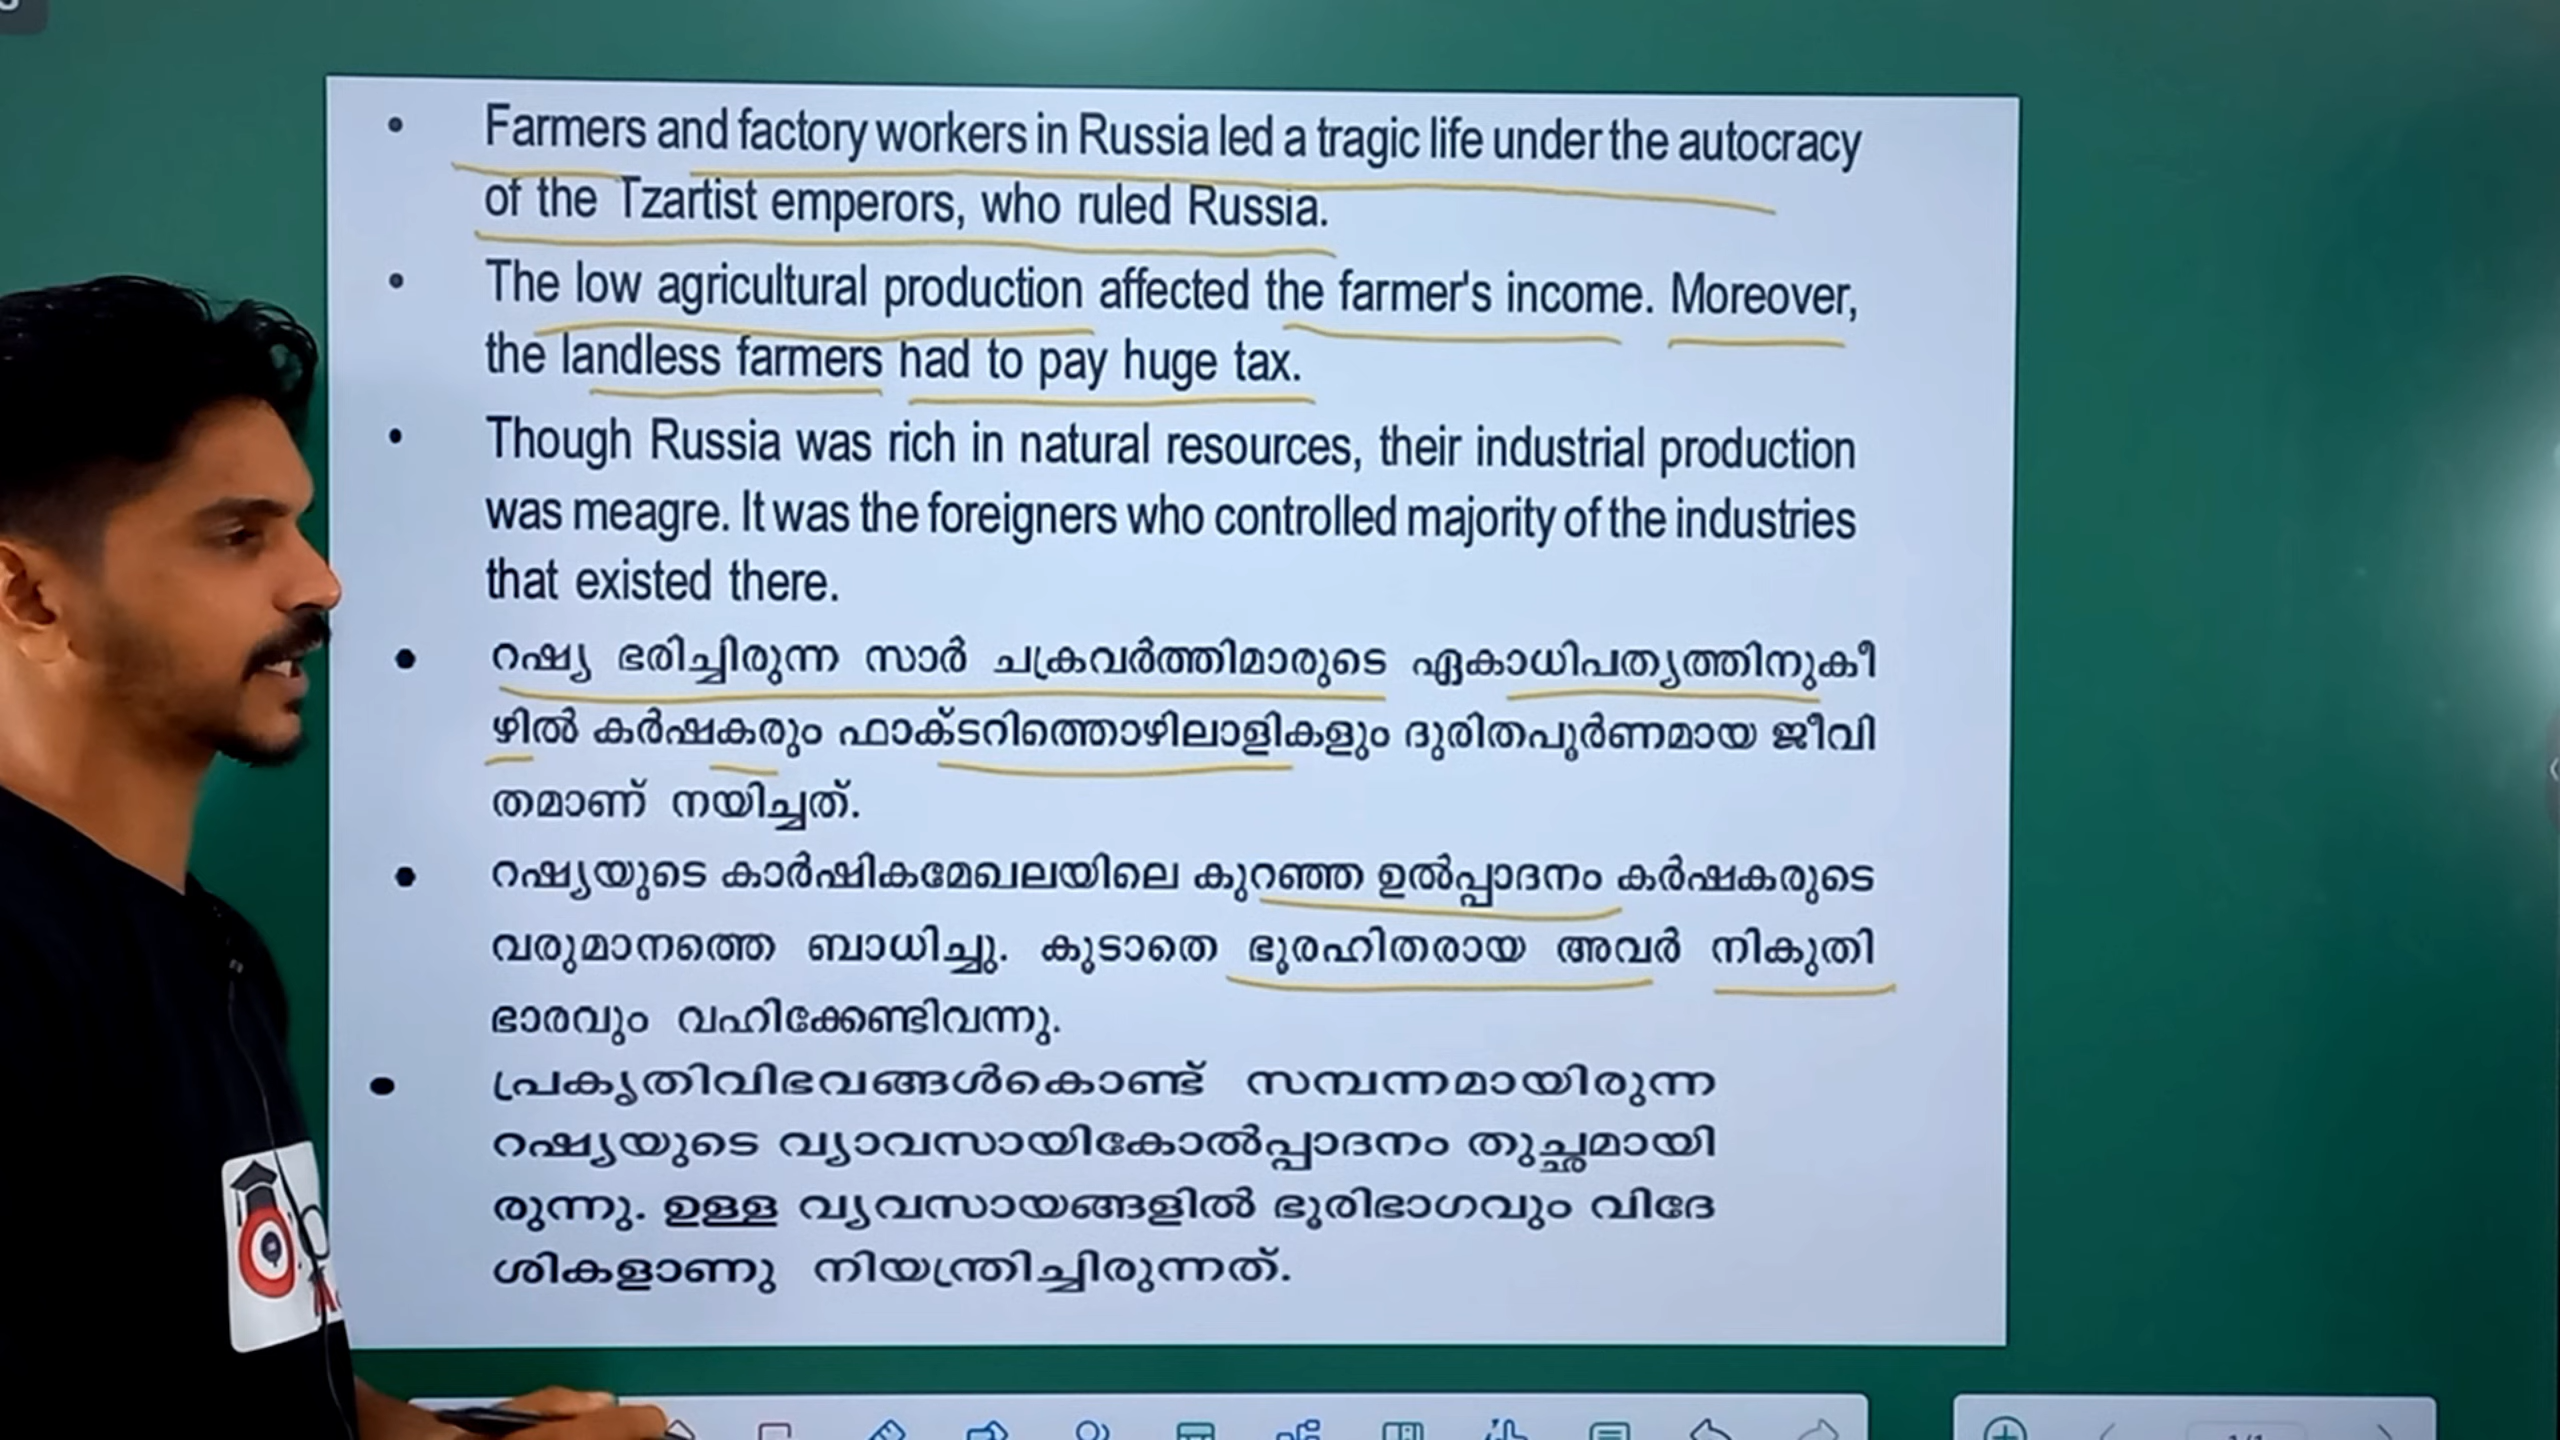 • Farmers and factory workers in Russia led a tragic life under the autocracy
of the Tzartist emperors, who ruled Russia.
• The low agricultural production affected the farmer's income. Moreover,
the landless farmers had to pay huge tax.
• Though Russia was rich in natural resources, their industrial production
was meagre. It was the foreigners who controlled majority of the industries
that existed there.
• റഷ്യ ഭരിച്ചിരുന്ന സാർ ചക്രവർത്തിമാരുടെ ഏകാധിപത്യത്തിനുകീ
ഴിൽ കർഷകരും ഫാക്ടറിത്തൊഴിലാളികളും ദുരിതപൂർണമായ ജീവി
തമാണ് നയിച്ചത്.
• റഷ്യയുടെ കാർഷികമേഖലയിലെ കുറഞ്ഞ ഉൽപ്പാദനം കർഷകരുടെ
വരുമാനത്തെ ബാധിച്ചു. കൂടാതെ ഭൂരഹിതരായ അവർ നികുതി
ഭാരവും വഹിക്കേണ്ടിവന്നു.
• പ്രകൃതിവിഭവങ്ങൾകൊണ്ട് സമ്പന്നമായിരുന്ന
റഷ്യയുടെ വ്യാവസായികോൽപ്പാദനം തുച്ഛമായി
രുന്നു. ഉള്ള വ്യവസായങ്ങളിൽ ഭൂരിഭാഗവും വിദേ
ശികളാണു നിയന്ത്രിച്ചിരുന്നത്.